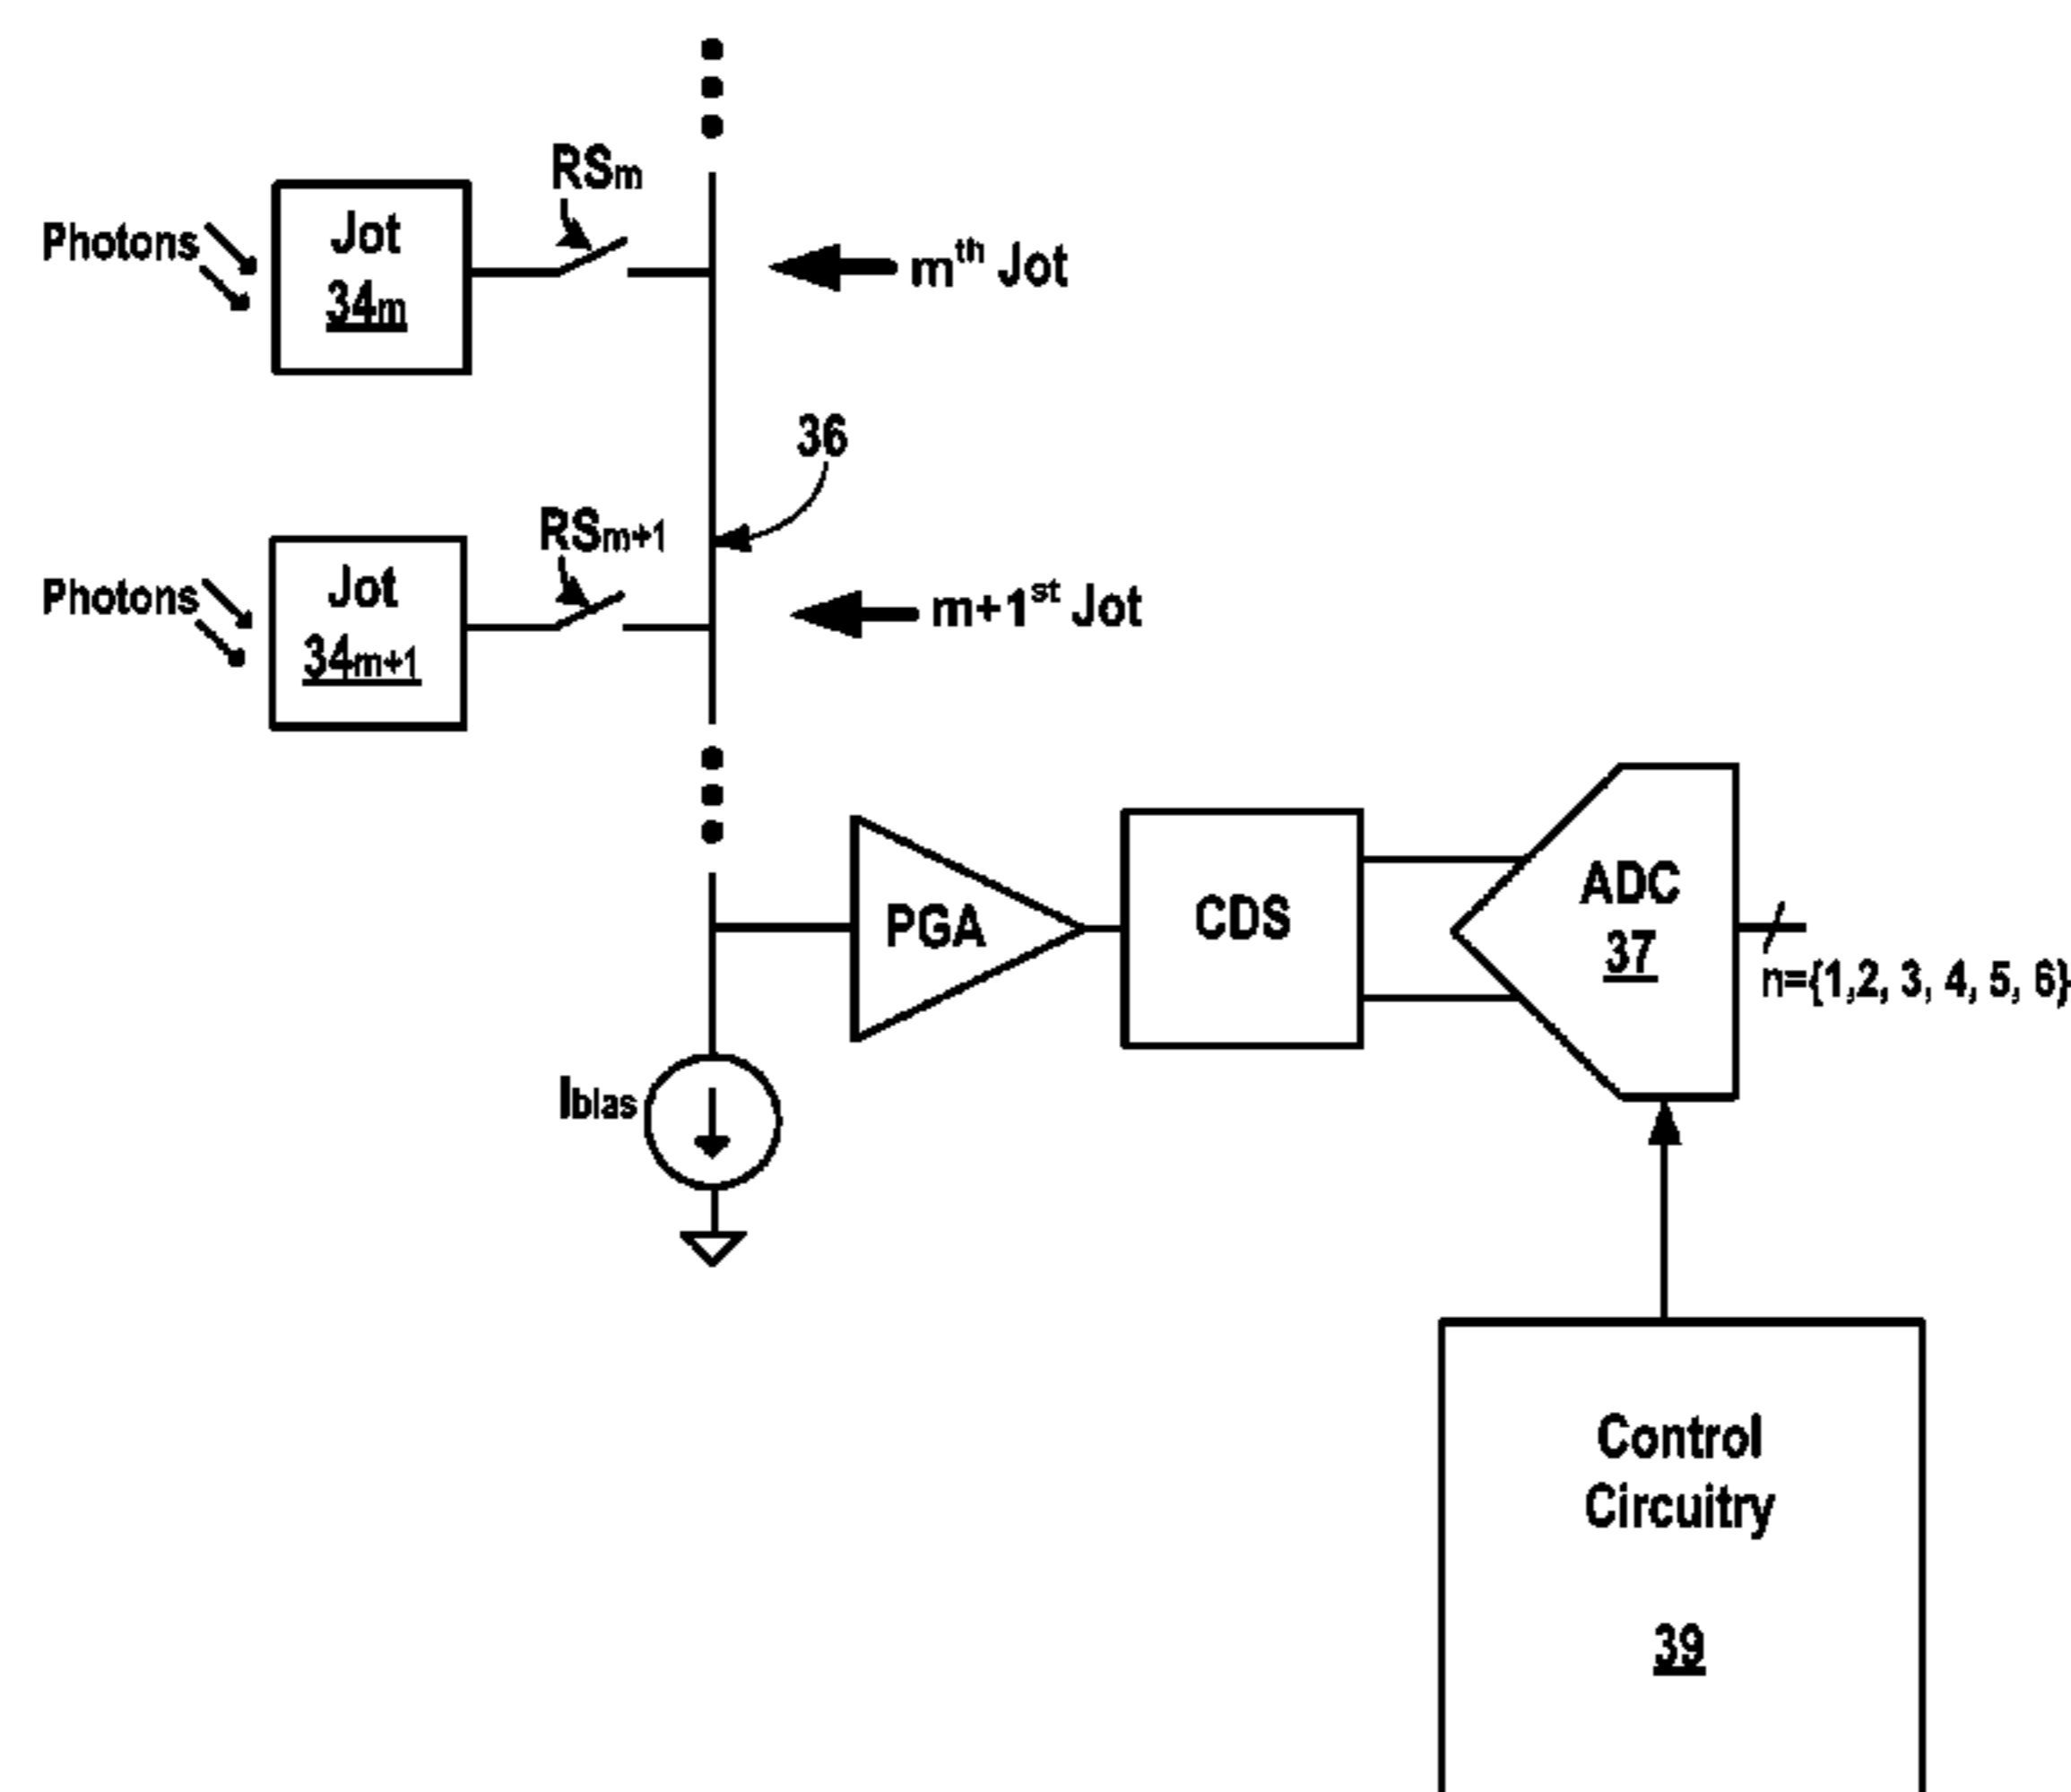 RSm
Photons
Jot
34m
mth Jot
36
RSm+1
Photons
Jot
34m+1
m+1st Jot
PGA
CDS
ADC
37
n={1,2, 3, 4, 5, 6}
Ibias
Control
Circuitry
39